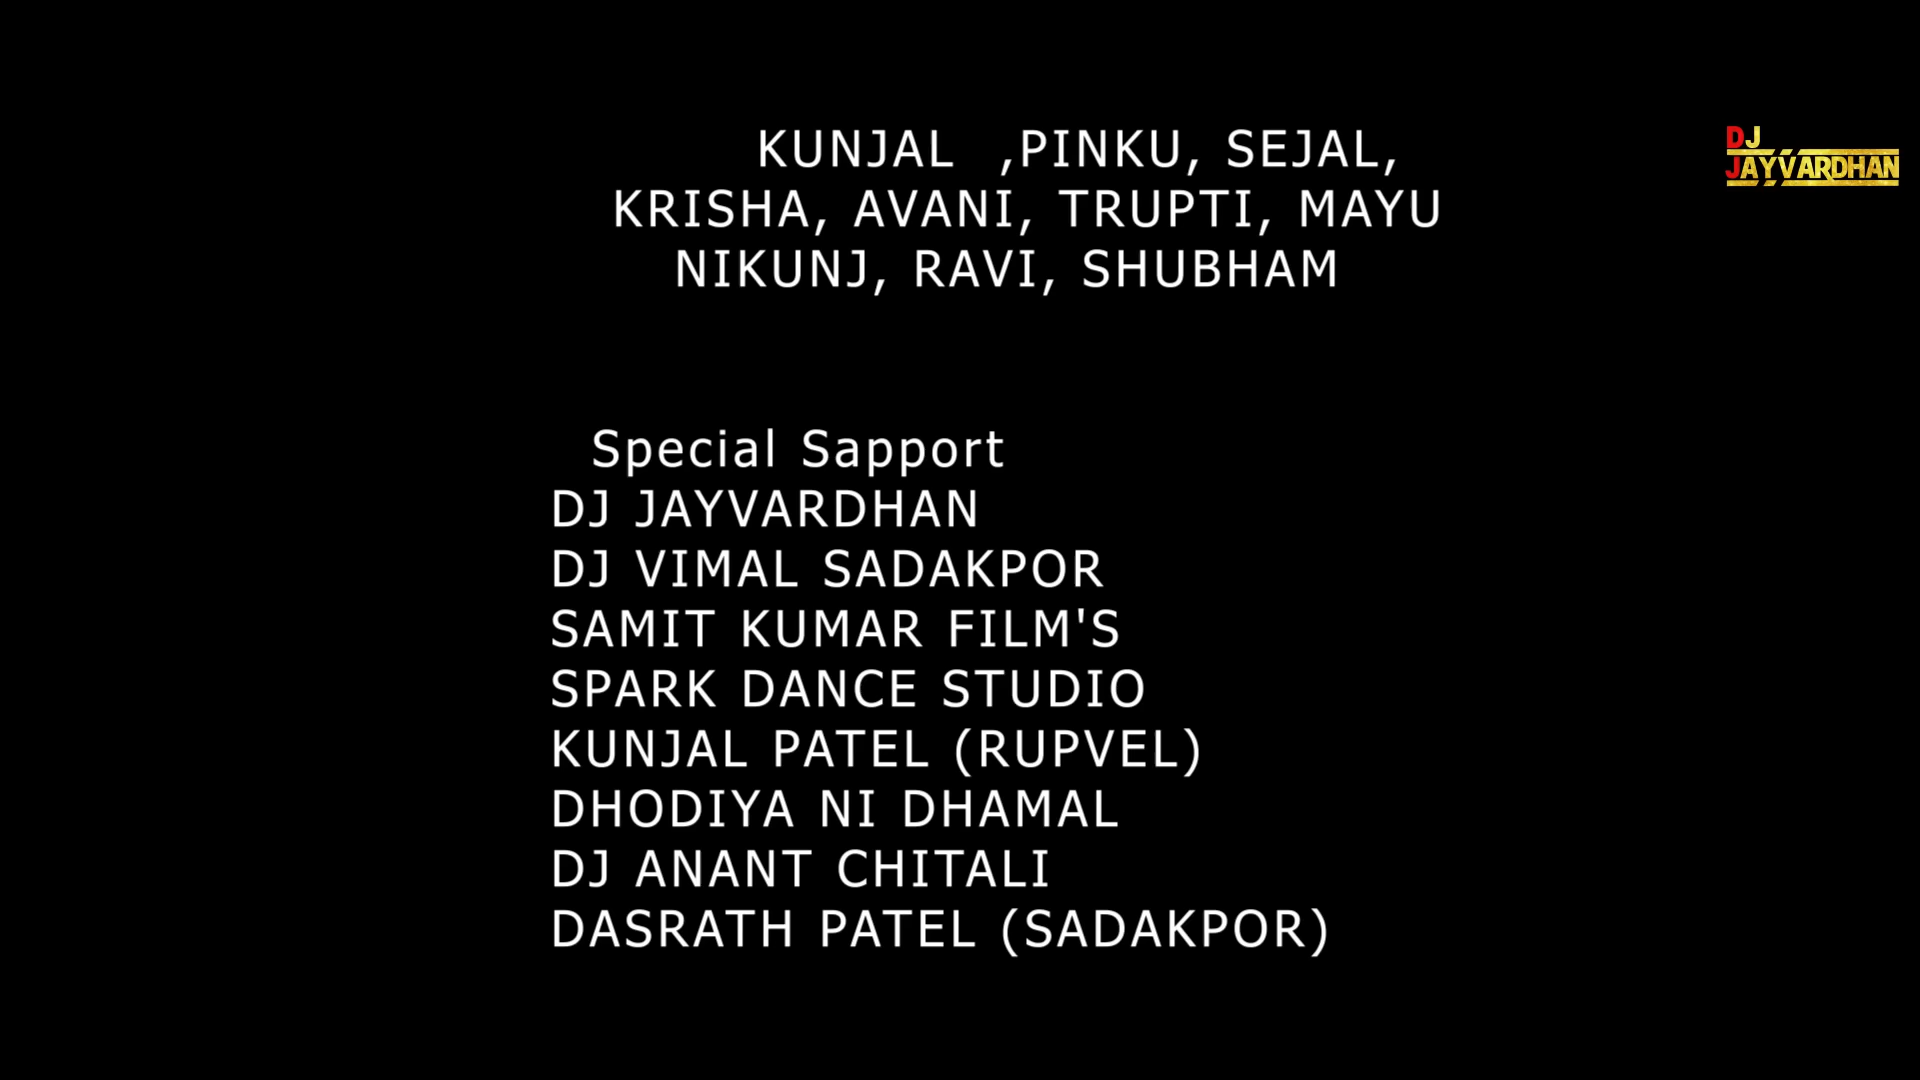 KUNJAL  ,PINKU, SEJAL,
KRISHA, AVANI, TRUPTI, MAYU
NIKUNJ, RAVI, SHUBHAM
DJ
JAYVARDHAN
Special Sapport
DJ JAYVARDHAN
DJ VIMAL SADAKPOR
SAMIT KUMAR FILM'S
SPARK DANCE STUDIO
KUNJAL PATEL (RUPVEL)
DHODIYA NI DHAMAL
DJ ANANT CHITALI
DASRATH PATEL (SADAKPOR)